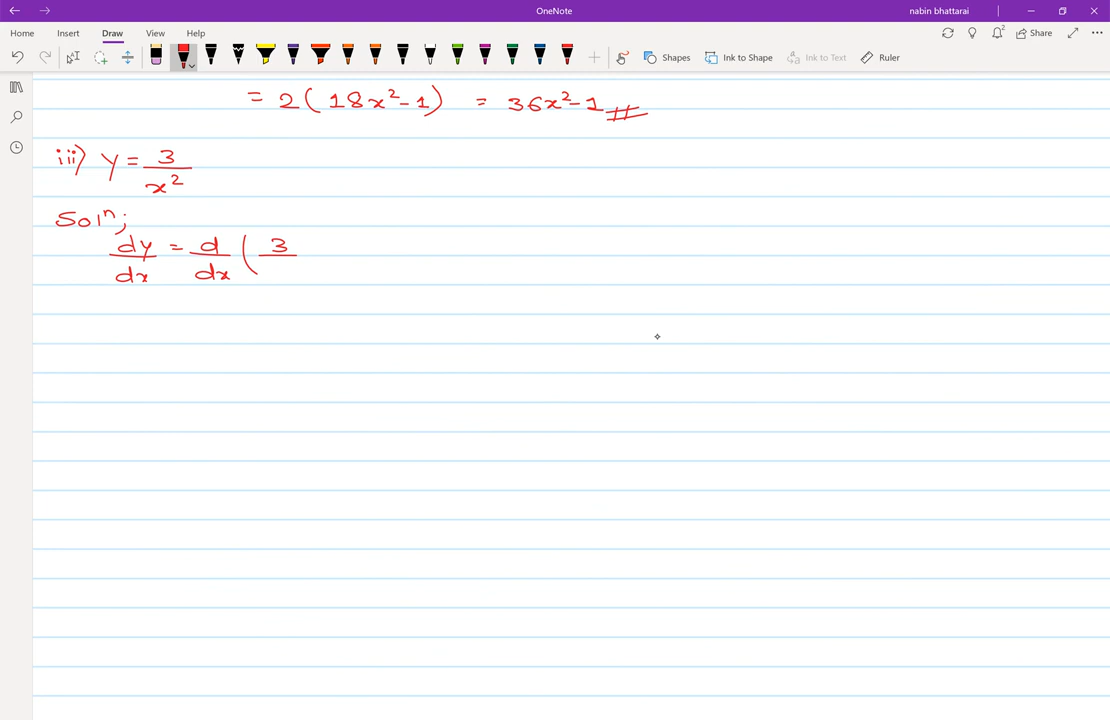 OneNote
nabin bhattarai
Home Insert Draw View Help
2 Share
Shapes Ink to Shape Ink to Text Ruler
= 2(18x²-1) = 36x²-1
iii) y = 3/x²
Solⁿ;
dy/dx = d/dx (3